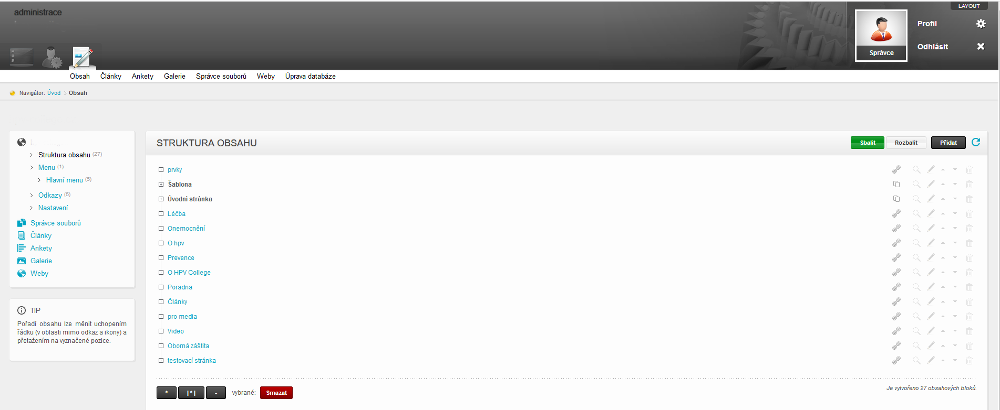 administrace
LAYOUT
Profil
Odhlásit
Správce
Obsah Články Ankety Galerie Správce souborů Weby Úprava databáze
Navigátor: Úvod > Obsah
Struktura obsahu (27)
Menu (1)
Hlavní menu (5)
Odkazy (5)
Nastavení
Správce souborů
Články
Ankety
Galerie
Weby
TIP
Pořadí obsahu lze měnit uchopením
řádku (v oblasti mimo odkaz a ikony) a
přetažením na vyznačené pozice.
STRUKTURA OBSAHU
Sbalit Rozbalit Přidat
prvky
Šablona
Úvodní stránka
Léčba
Onemocnění
O hpv
Prevence
O HPV College
Poradna
Články
pro media
Video
Oborná záštita
testovací stránka
* |*| - vybrané: Smazat
Je vytvořeno 27 obsahových bloků.